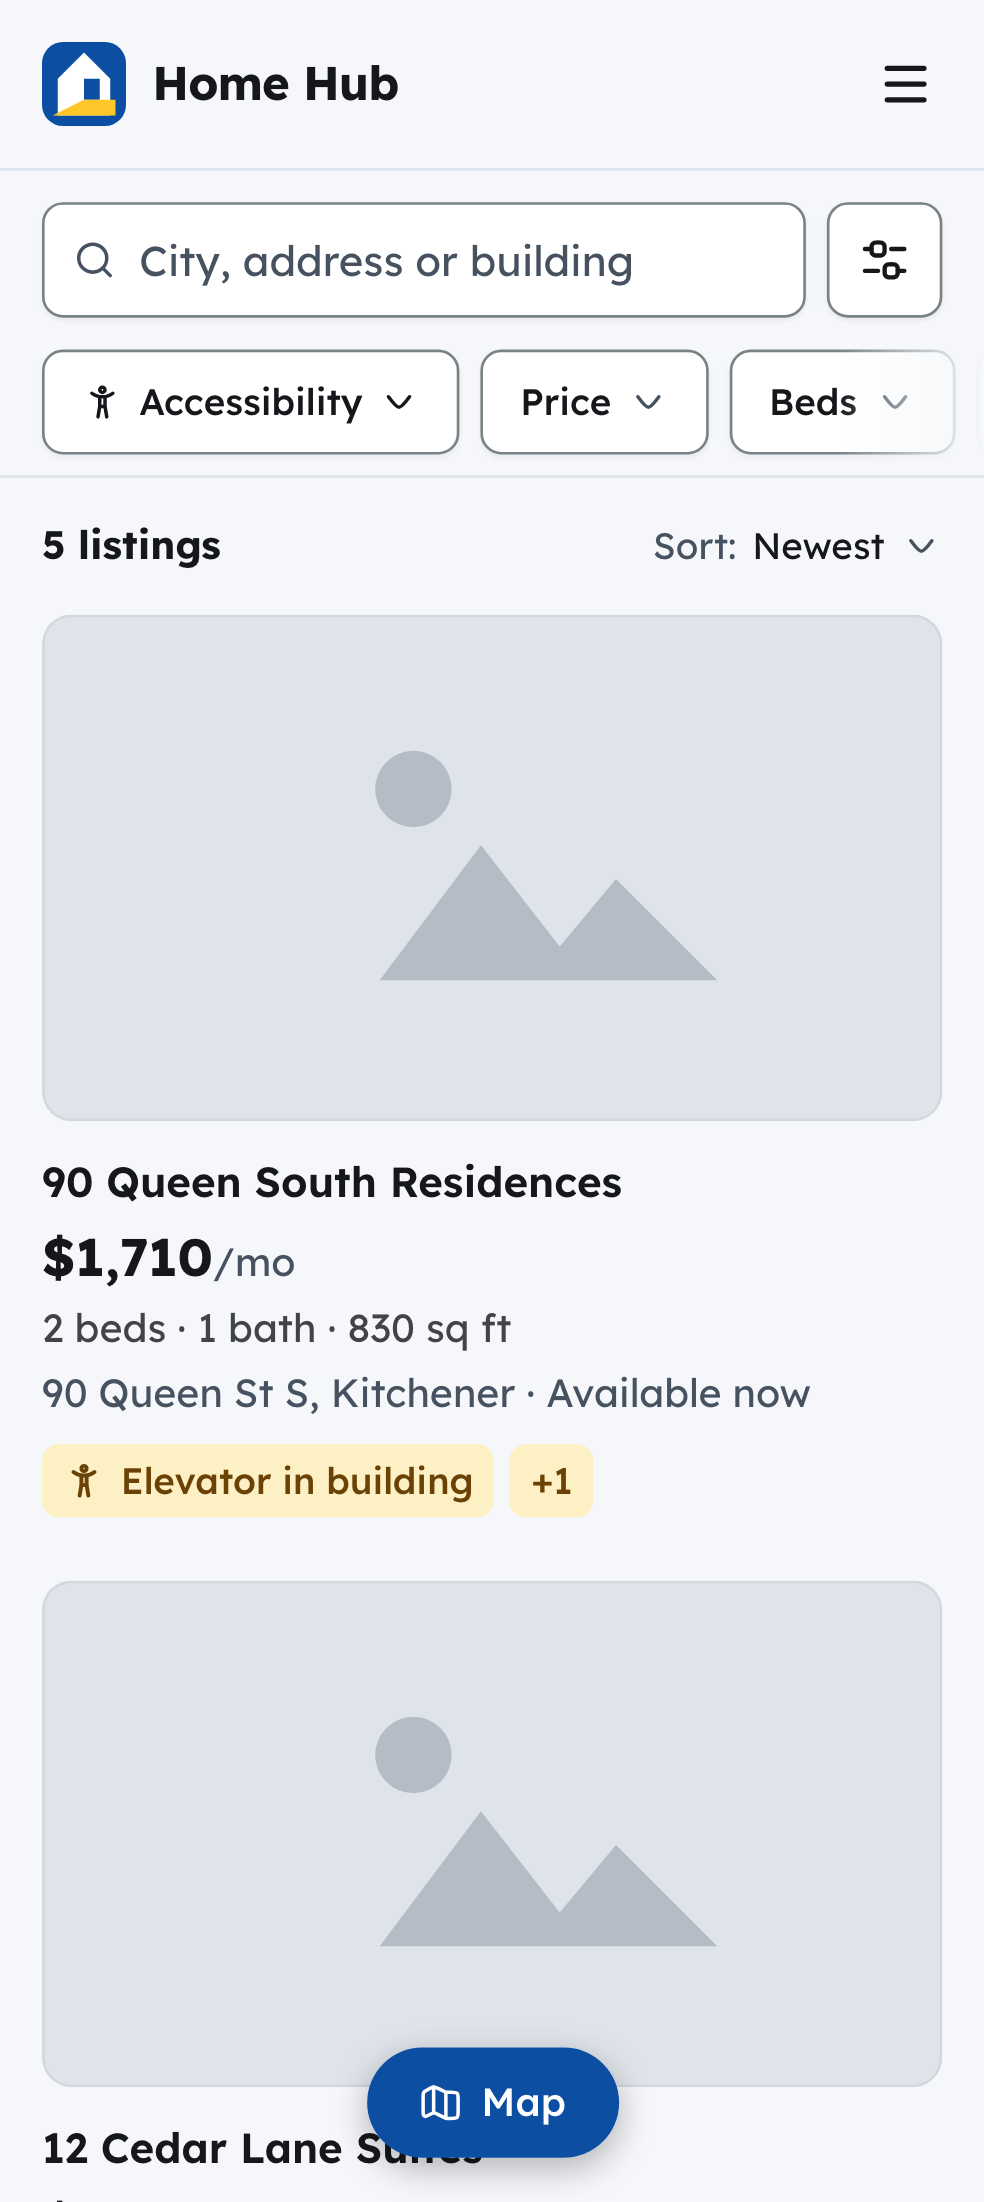 Home Hub
City, address or building
Accessibility
Price
Beds
5 listings
Sort: Newest
90 Queen South Residences
$1,710/mo
2 beds · 1 bath · 830 sq ft
90 Queen St S, Kitchener · Available now
Elevator in building
+1
Map
12 Cedar Lane Suites